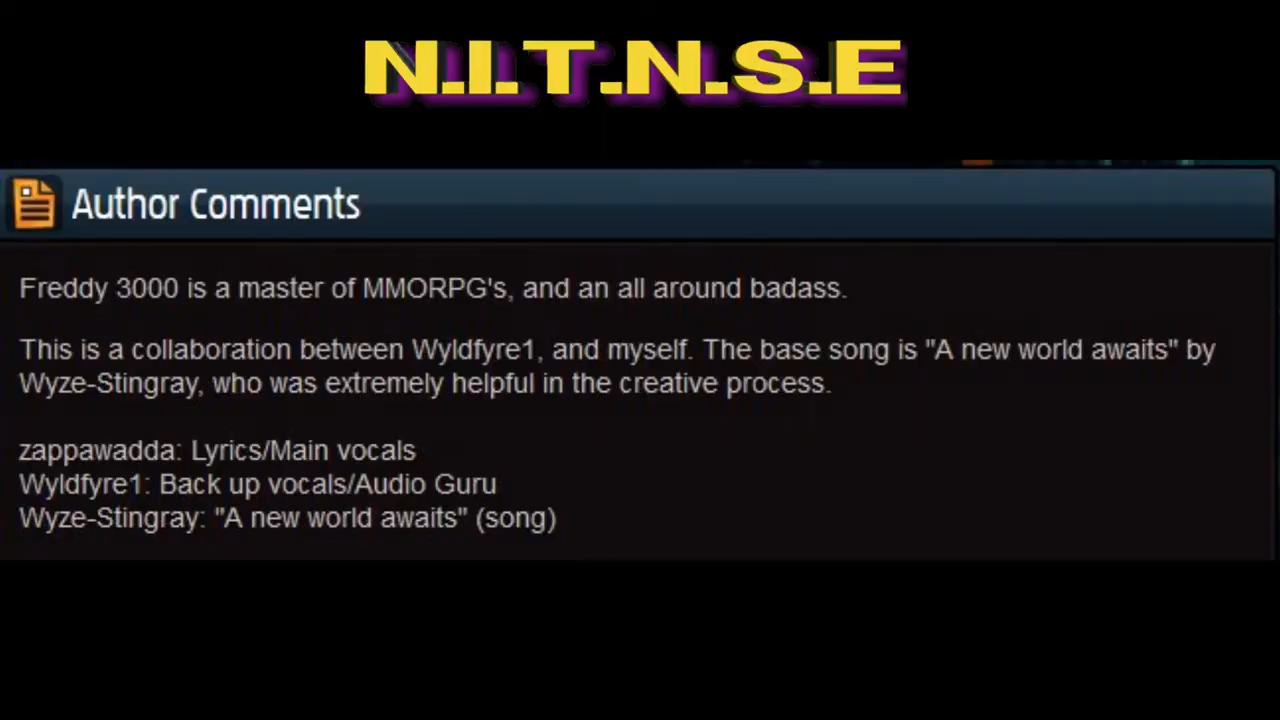 N.I.T.N.S.E
Author Comments
Freddy 3000 is a master of MMORPG's, and an all around badass.
This is a collaboration between Wyldfyre1, and myself. The base song is "A new world awaits" by
Wyze-Stingray, who was extremely helpful in the creative process.
zappawadda: Lyrics/Main vocals
Wyldfyre1: Back up vocals/Audio Guru
Wyze-Stingray: "A new world awaits" (song)